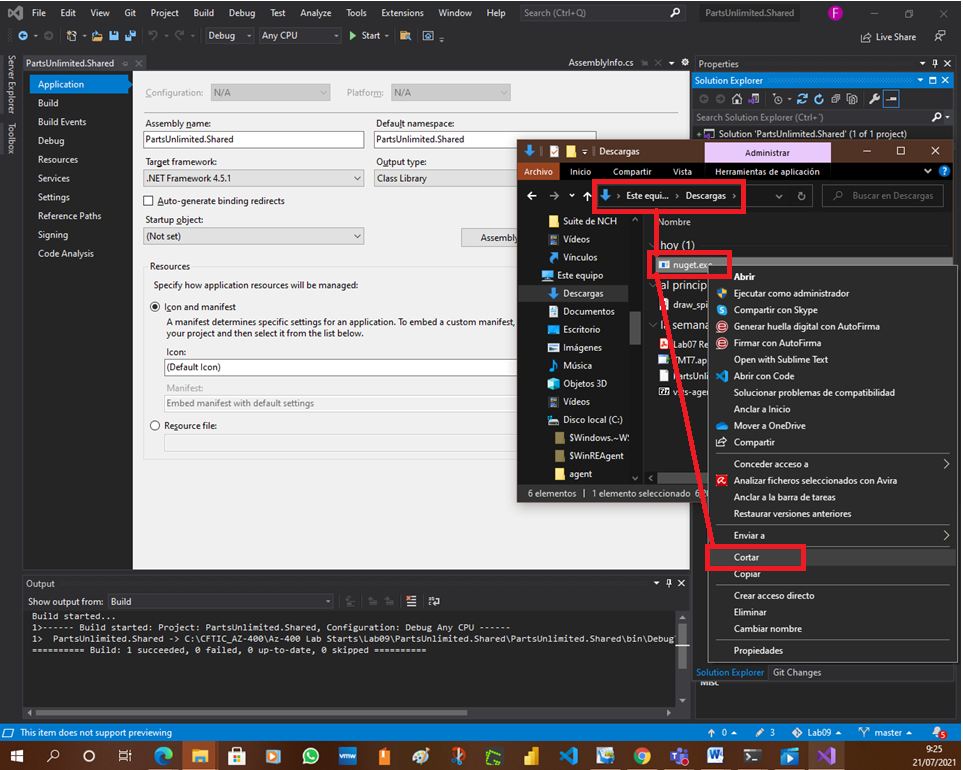 File Edit View Git Project Build Debug Test Analyze Tools Extensions Window Help Search (Ctrl+Q) PartsUnlimited.Shared F
Debug Any CPU Start Live Share
Server Explorer
Toolbox
PartsUnlimited.Shared AssemblyInfo.cs
Application
Build
Build Events
Debug
Resources
Services
Settings
Reference Paths
Signing
Code Analysis
Configuration: N/A Platform: N/A
Assembly name: Default namespace:
PartsUnlimited.Shared PartsUnlimited.Shared
Target framework: Output type:
.NET Framework 4.5.1 Class Library
Auto-generate binding redirects
Startup object:
(Not set) Assembly
Resources
Specify how application resources will be managed:
Icon and manifest
A manifest determines specific settings for an application. To embed a custom manifest,
your project and then select it from the list below.
Icon:
(Default Icon)
Manifest:
Embed manifest with default settings
Resource file:
Properties
Solution Explorer
Search Solution Explorer (Ctrl+')
Solution 'PartsUnlimited.Shared' (1 of 1 project)
Descargas Administrar
Archivo Inicio Compartir Vista Herramientas de aplicación
Este equi... Descargas Buscar en Descargas
Suite de NCH
Vídeos
Vínculos
Este equipo
Descargas
Documentos
Escritorio
Imágenes
Música
Objetos 3D
Vídeos
Disco local (C:)
$Windows.~WS
$WinREAgent
agent
Nombre
hoy (1)
nuget.exe
al princip
draw_spi
la semana
Lab07 Re
PartsUnli
6 elementos 1 elemento seleccionado
Abrir
Ejecutar como administrador
Compartir con Skype
Generar huella digital con AutoFirma
Firmar con AutoFirma
Open with Sublime Text
Abrir con Code
Solucionar problemas de compatibilidad
Anclar a Inicio
Mover a OneDrive
Compartir
Conceder acceso a
Analizar ficheros seleccionados con Avira
Anclar a la barra de tareas
Restaurar versiones anteriores
Enviar a
Cortar
Copiar
Crear acceso directo
Eliminar
Cambiar nombre
Propiedades
Solution Explorer Git Changes
Misc
Output
Show output from: Build
Build started...
1>------ Build started: Project: PartsUnlimited.Shared, Configuration: Debug Any CPU ------
1> PartsUnlimited.Shared -> C:\CFTIC_AZ-400\Az-400 Lab Starts\Lab09\PartsUnlimited.Shared\PartsUnlimited.Shared\bin\Debug
========== Build: 1 succeeded, 0 failed, 0 up-to-date, 0 skipped ==========
This item does not support previewing 0 3 Lab09 master 5
9:25
21/07/2021